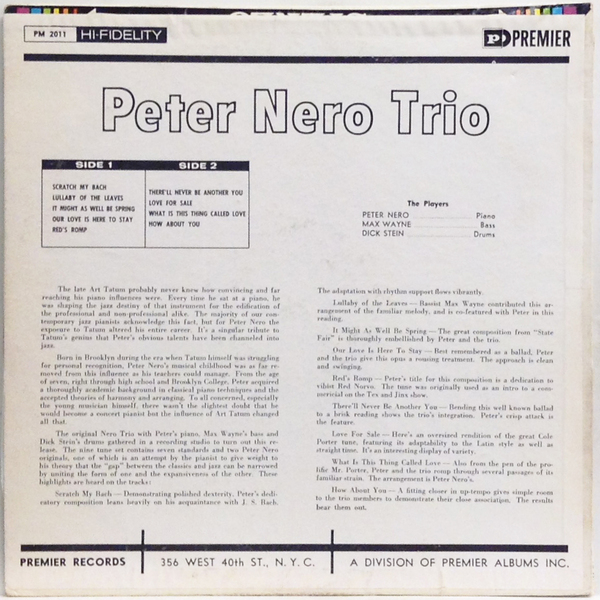 PM 2011 HI-FIDELITY
PD PREMIER
Peter Nero Trio
SIDE 1
SCRATCH MY BACH
LULLABY OF THE LEAVES
IT MIGHT AS WELL BE SPRING
OUR LOVE IS HERE TO STAY
RED'S ROMP
SIDE 2
THERE'LL NEVER BE ANOTHER YOU
LOVE FOR SALE
WHAT IS THIS THING CALLED LOVE
HOW ABOUT YOU
The Players
PETER NERO Piano
MAX WAYNE Bass
DICK STEIN Drums
The late Art Tatum probably never knew how convincing and far
reaching his piano influences were. Every time he sat at a piano, he
was shaping the jazz destiny of that instrument for the edification of
the professional and non-professional alike. The majority of our con-
temporary jazz pianists acknowledge this fact, but for Peter Nero the
exposure to Tatum altered his entire career. It's a singular tribute to
Tatum's genius that Peter's obvious talents have been channeled into
jazz.
Born in Brooklyn during the era when Tatum himself was struggling
for personal recognition, Peter Nero's musical childhood was as far re-
moved from this influence as his teachers could manage. From the age
of seven, right through high school and Brooklyn College, Peter acquired
a thoroughly academic background in classical piano techniques and the
accepted theories of harmony and arranging. To all concerned, especially
the young musician himself, there wasn't the slightest doubt that he
would become a concert pianist but the influence of Art Tatum changed
all that.
The original Nero Trio with Peter's piano, Max Wayne's bass and
Dick Stein's drums gathered in a recording studio to turn out this re-
lease. The nine tune set contains seven standards and two Peter Nero
originals, one of which is an attempt by the pianist to give weight to
his theory that the "gap" between the classics and jazz can be narrowed
by uniting the form of one and the expansiveness of the other. These
highlights are heard on the tracks:
Scratch My Bach — Demonstrating polished dexterity, Peter's dedi-
catory composition leans heavily on his acquaintance with J. S. Bach.
The adaptation with rhythm support flows vibrantly.
Lullaby of the Leaves — Bassist Max Wayne contributed this ar-
rangement of the familiar melody, and is co-featured with Peter in this
reading.
It Might As Well Be Spring — The great composition from "State
Fair" is thoroughly embellished by Peter and the trio.
Our Love Is Here To Stay — Best remembered as a ballad, Peter
and the trio give this opus a rousing treatment. The approach is clean
and swinging.
Red's Romp — Peter's title for this composition is a dedication to
vibist Red Norvo. The tune was originally used as an intro to a com-
mercial on the Tex and Jinx show.
There'll Never Be Another You — Bending this well known ballad
to a brisk reading shows the trio's integration. Peter's crisp attack is
the feature.
Love For Sale — Here's an oversized rendition of the great Cole
Porter tune, featuring its adaptability to the Latin style as well as
straight time. It's an interesting display of variety.
What Is This Thing Called Love — Also from the pen of the pro-
lific Mr. Porter, Peter and the trio romp through several passages of its
familiar strain. The arrangement is Peter Nero's.
How About You — A fitting closer in up-tempo gives simple room
to the trio members to demonstrate their close association. The results
bear them out.
PREMIER RECORDS 356 WEST 40th ST., N. Y. C. A DIVISION OF PREMIER ALBUMS INC.